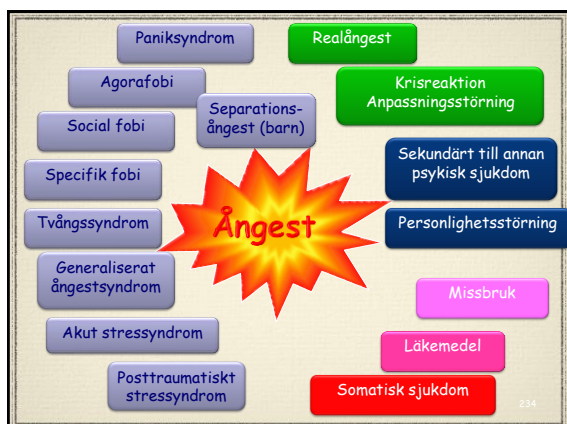 Paniksyndrom
Agorafobi
Separations-
ångest (barn)
Social fobi
Specifik fobi
Tvångssyndrom
Generaliserat
ångestsyndrom
Akut stressyndrom
Posttraumatiskt
stressyndrom
Ångest
Realångest
Krisreaktion
Anpassningsstörning
Sekundärt till annan
psykisk sjukdom
Personlighetsstörning
Missbruk
Läkemedel
Somatisk sjukdom
234